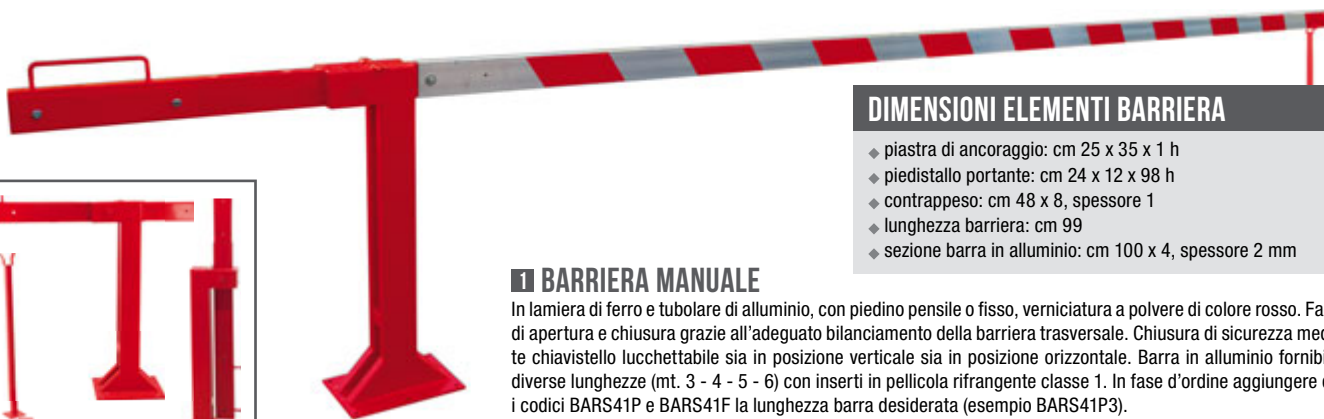 DIMENSIONI ELEMENTI BARRIERA
◆ piastra di ancoraggio: cm 25 x 35 x 1 h
◆ piedistallo portante: cm 24 x 12 x 98 h
◆ contrappeso: cm 48 x 8, spessore 1
◆ lunghezza barriera: cm 99
◆ sezione barra in alluminio: cm 100 x 4, spessore 2 mm
1 BARRIERA MANUALE
In lamiera di ferro e tubolare di alluminio, con piedino pensile o fisso, verniciatura a polvere di colore rosso. Fa
di apertura e chiusura grazie all'adeguato bilanciamento della barriera trasversale. Chiusura di sicurezza med
te chiavistello lucchettabile sia in posizione verticale sia in posizione orizzontale. Barra in alluminio fornibi
diverse lunghezze (mt. 3 - 4 - 5 - 6) con inserti in pellicola rifrangente classe 1. In fase d'ordine aggiungere
i codici BARS41P e BARS41F la lunghezza barra desiderata (esempio BARS41P3).